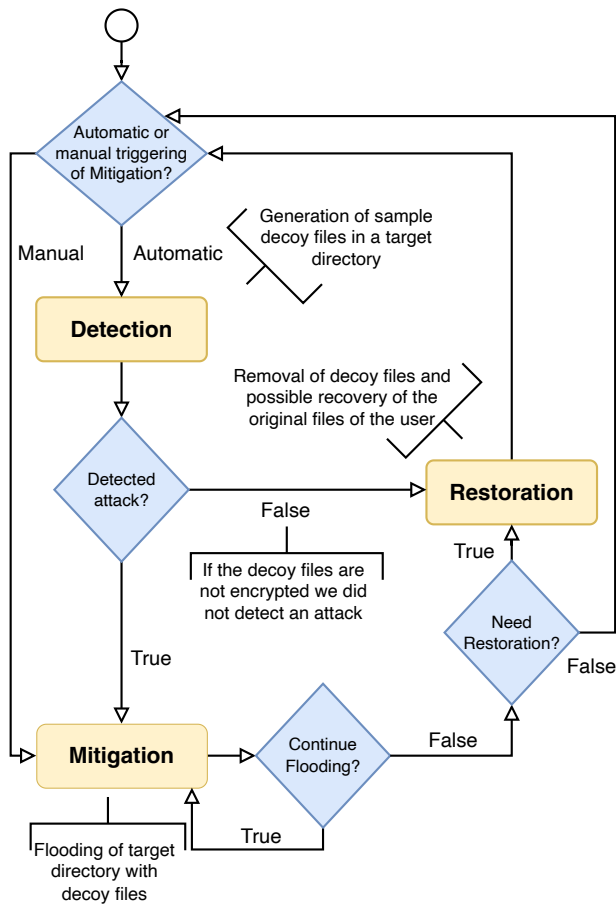 Automatic or
manual triggering
of Mitigation?
Manual
Automatic
Generation of sample
decoy files in a target
directory
Detection
Removal of decoy files and
possible recovery of the
original files of the user
Detected
attack?
False
Restoration
If the decoy files are
not encrypted we did
not detect an attack
True
Need
Restoration?
False
True
Mitigation
Continue
Flooding?
False
True
Flooding of target
directory with
decoy files